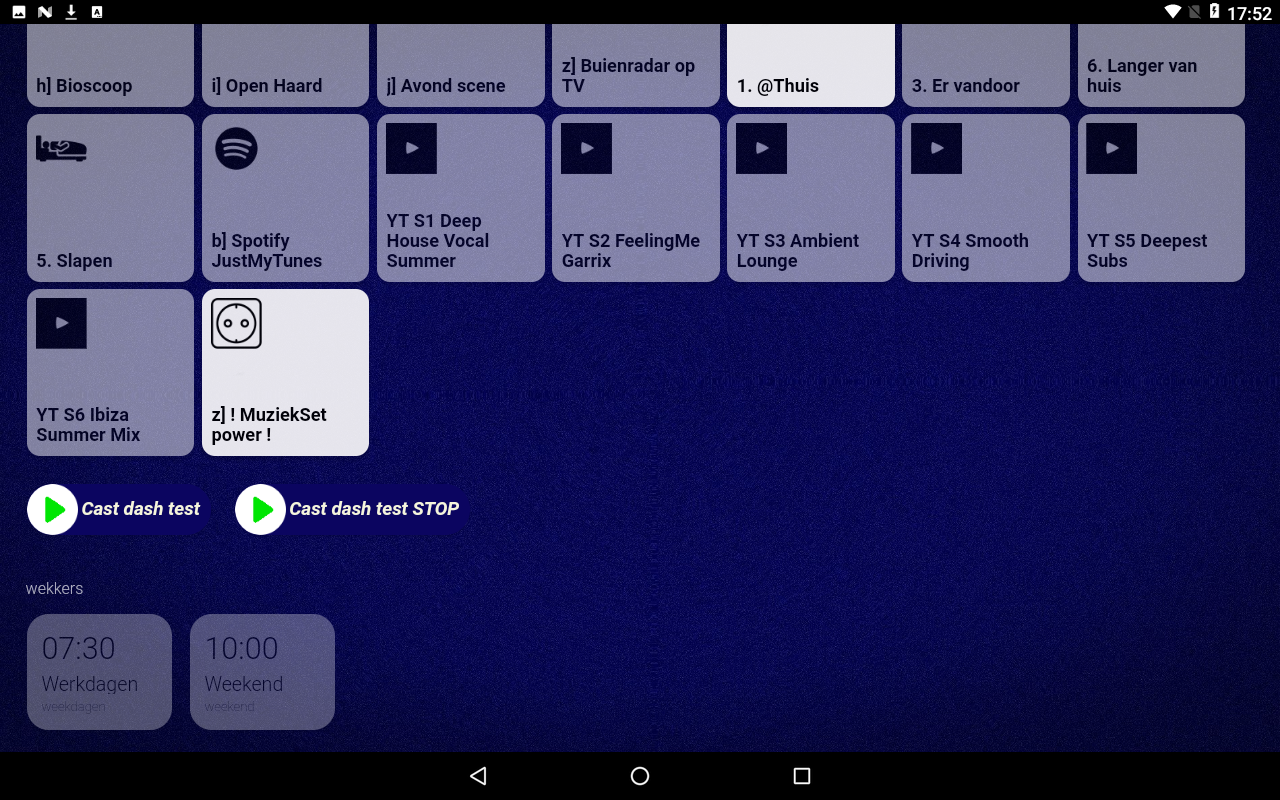 17:52
h] Bioscoop
i] Open Haard
j] Avond scene
z] Buienradar op
TV
1. @Thuis
3. Er vandoor
6. Langer van
huis
5. Slapen
b] Spotify
JustMyTunes
YT S1 Deep
House Vocal
Summer
YT S2 FeelingMe
Garrix
YT S3 Ambient
Lounge
YT S4 Smooth
Driving
YT S5 Deepest
Subs
YT S6 Ibiza
Summer Mix
z] ! MuziekSet
power !
Cast dash test
Cast dash test STOP
wekkers
07:30
Werkdagen
weekdagen
10:00
Weekend
weekend